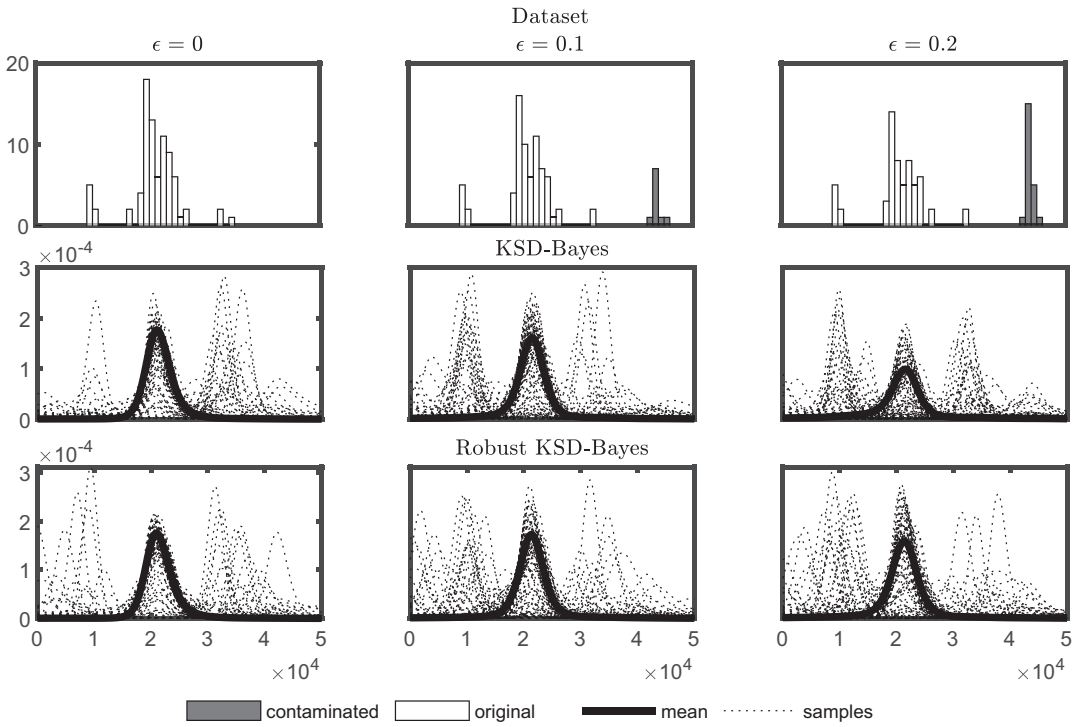 Dataset
ϵ = 0
ϵ = 0.1
ϵ = 0.2
20
10
0
KSD-Bayes
×10⁻⁴
3
2
1
0
Robust KSD-Bayes
×10⁻⁴
3
2
1
0
0 1 2 3 4 5
×10⁴
0 1 2 3 4 5
×10⁴
0 1 2 3 4 5
×10⁴
contaminated original mean samples